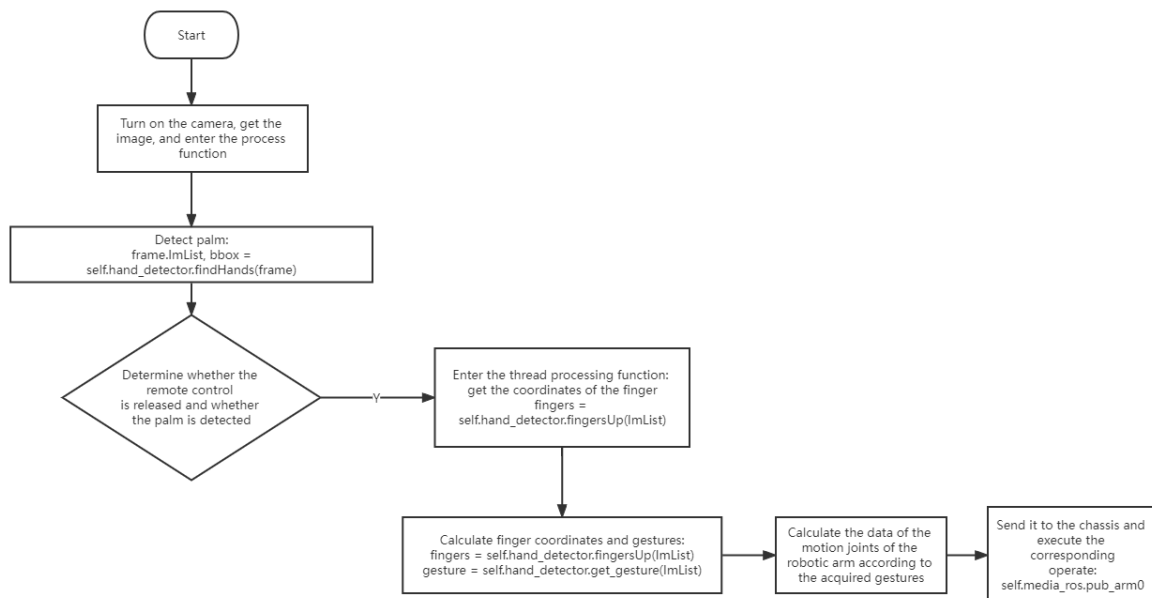 Start
Turn on the camera, get the
image, and enter the process
function
Detect palm:
frame.lmList, bbox =
self.hand_detector.findHands(frame)
Determine whether the
remote control
is released and whether
the palm is detected
Y
Enter the thread processing function:
get the coordinates of the finger
fingers =
self.hand_detector.fingersUp(lmList)
Calculate finger coordinates and gestures:
fingers = self.hand_detector.fingersUp(lmList)
gesture = self.hand_detector.get_gesture(lmList)
Calculate the data of the
motion joints of the
robotic arm according to
the acquired gestures
Send it to the chassis and
execute the
corresponding
operate:
self.media_ros.pub_arm0